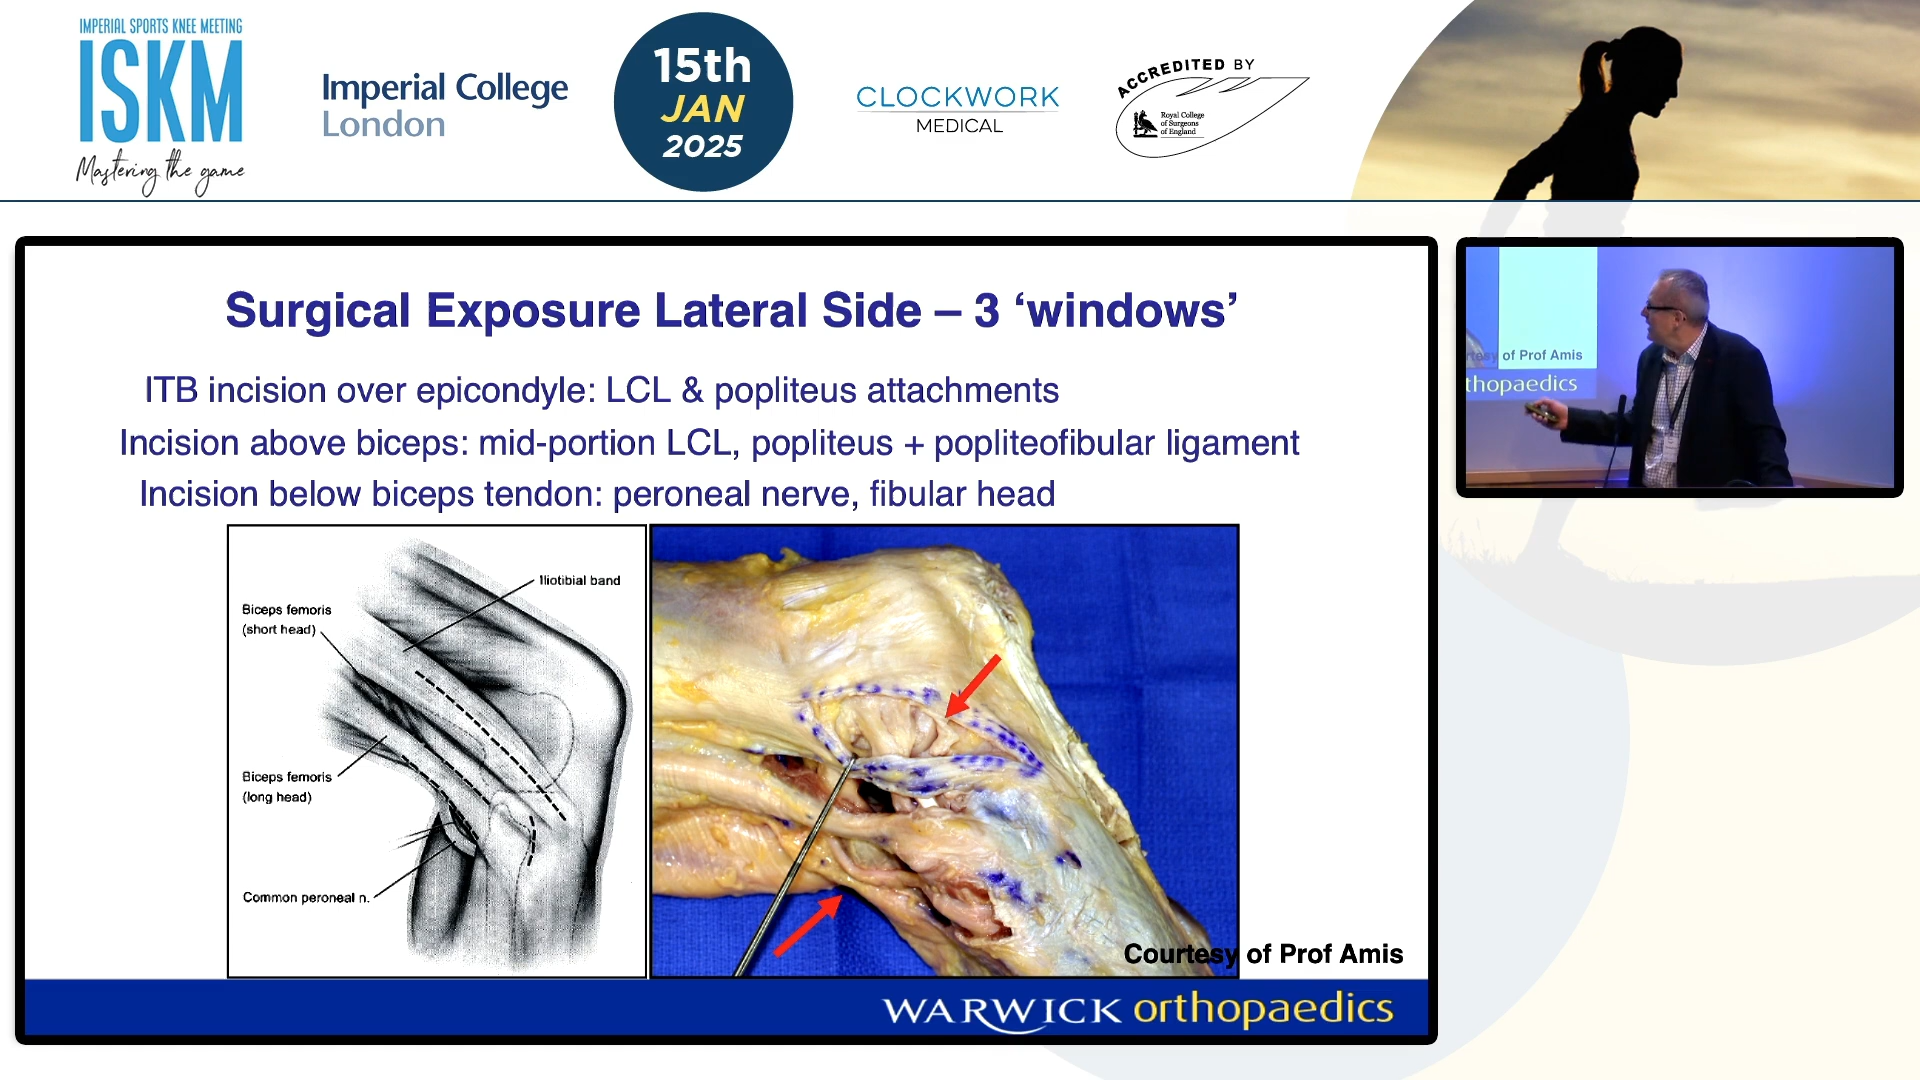 IMPERIAL SPORTS KNEE MEETING
ISKM
Mastering the game
Imperial College
London
15th
JAN
2025
CLOCKWORK
MEDICAL
ACCREDITED BY
Royal College
of Surgeons
of England
Surgical Exposure Lateral Side – 3 ‘windows’
ITB incision over epicondyle: LCL & popliteus attachments
Incision above biceps: mid-portion LCL, popliteus + popliteofibular ligament
Incision below biceps tendon: peroneal nerve, fibular head
Iliotibial band
Biceps femoris
(short head)
Biceps femoris
(long head)
Common peroneal n.
Courtesy of Prof Amis
WARWICK orthopaedics
rtesy of Prof Amis
thopaedics